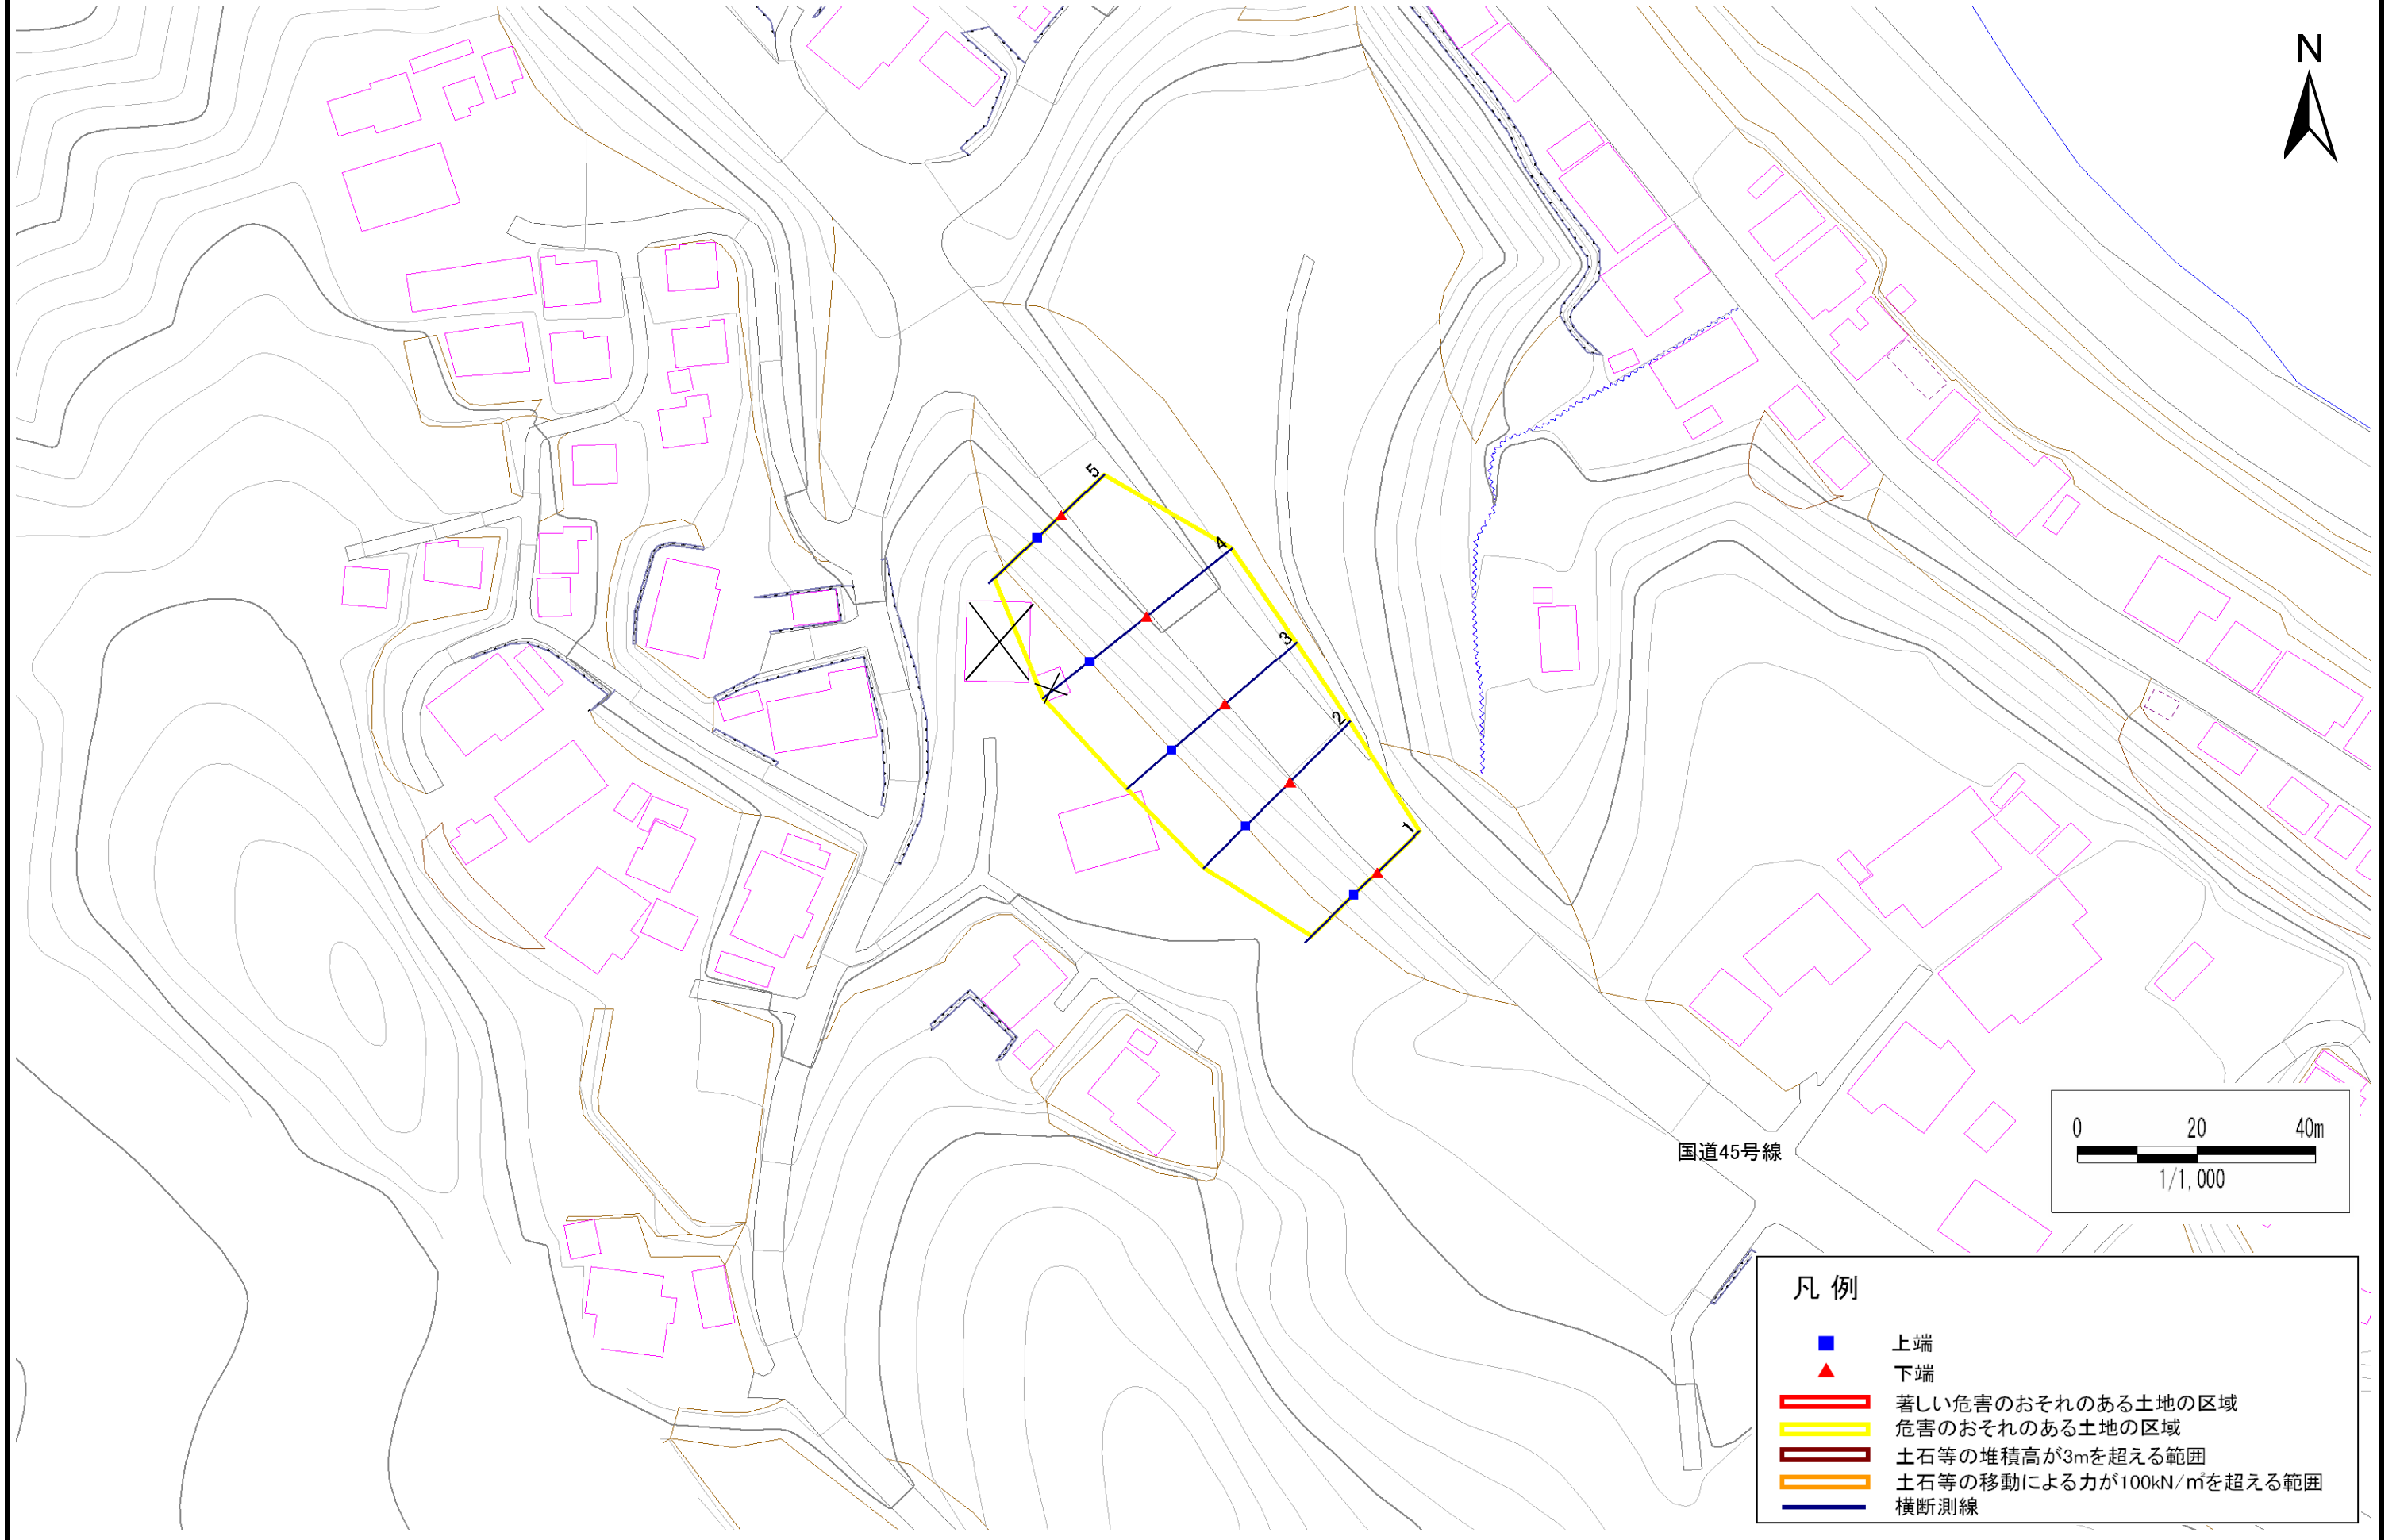 N
5
4
3
2
1
国道45号線
0 20 40m
1/1,000
凡 例
上端
下端
著しい危害のおそれのある土地の区域
危害のおそれのある土地の区域
土石等の堆積高が3mを超える範囲
土石等の移動による力が100kN/㎡を超える範囲
横断測線